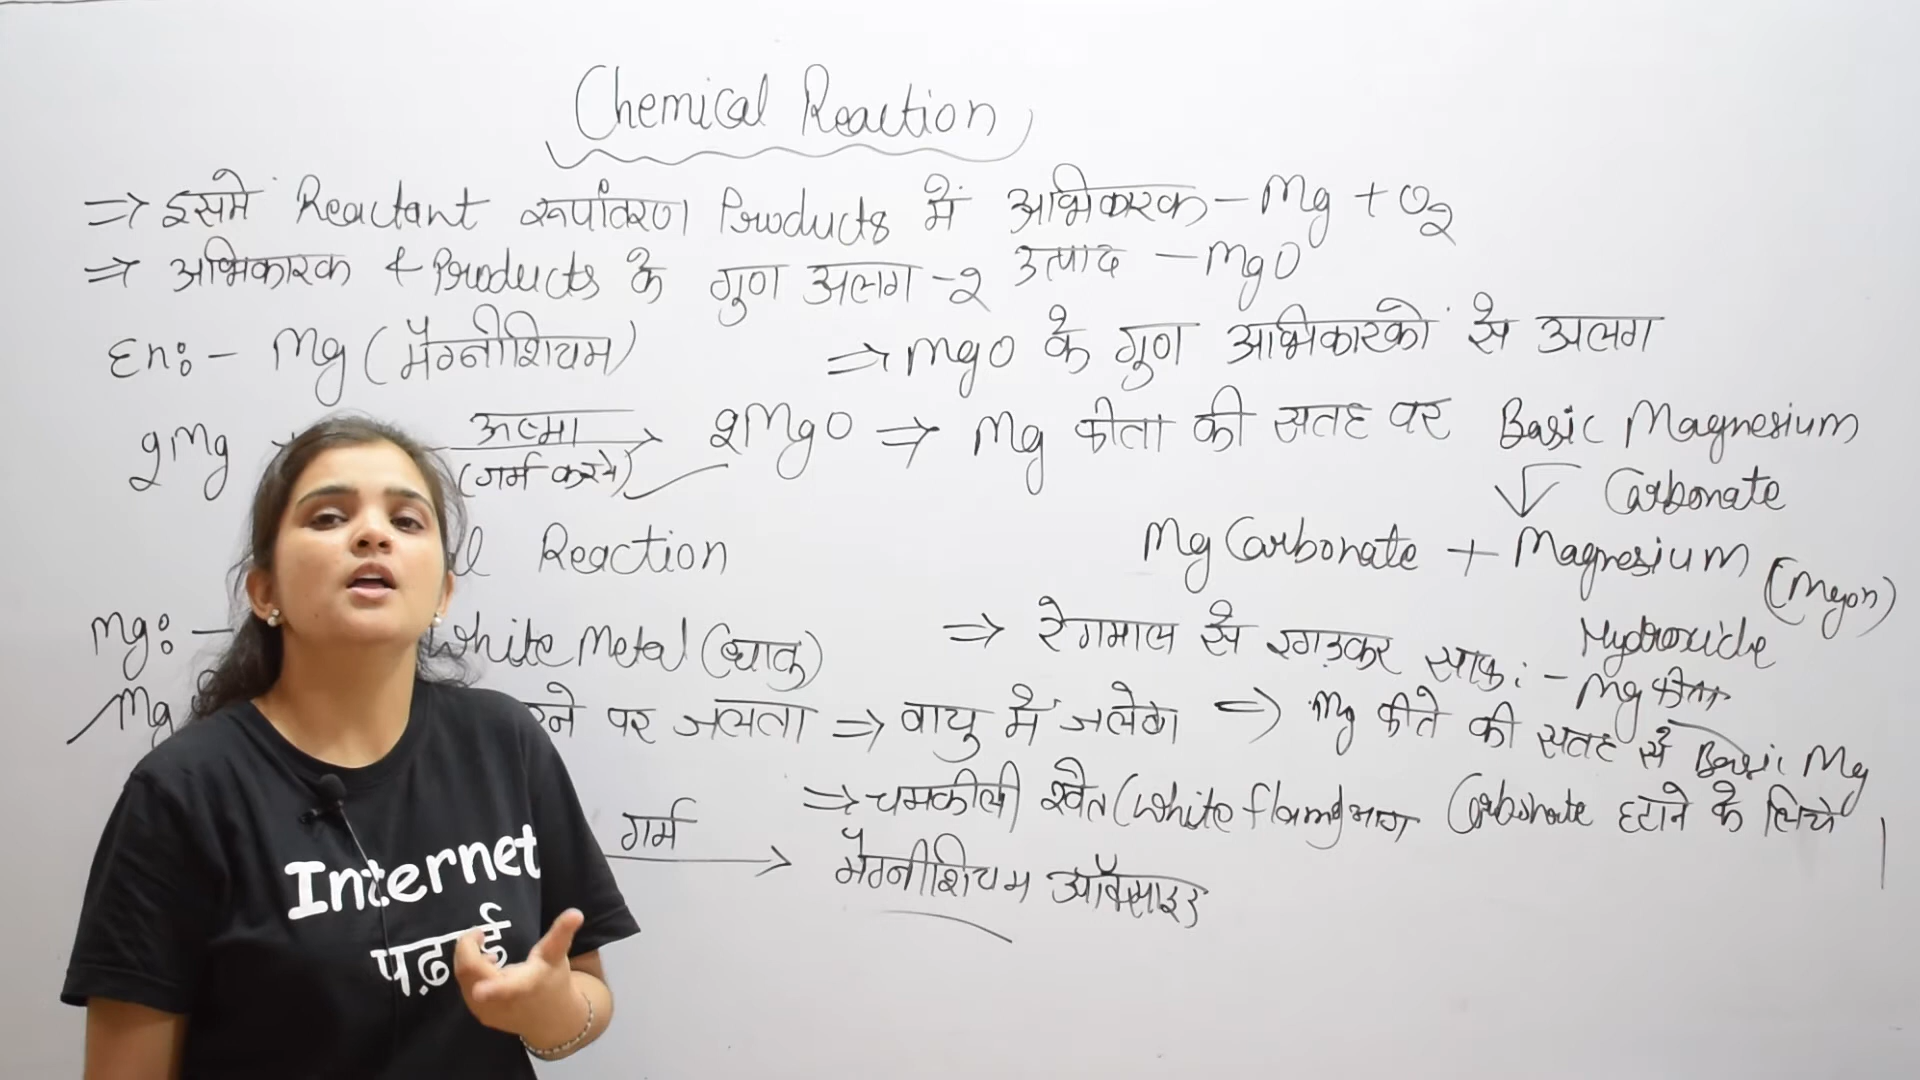 Chemical Reaction
⇒ इसमे Reactant रूपांतरण Products में अभिकारक - Mg + O2
⇒ अभिकारक & Products के गुण अलग-2 उत्पाद - MgO
Ex: - Mg (मैग्नीशियम) ⇒ MgO के गुण अभिकारको से अलग
2Mg ऊष्मा (गर्म करने) → 2MgO ⇒ Mg फीता की सतह पर Basic Magnesium Carbonate
Reaction Mg Carbonate + Magnesium Hydroxide
Mg: - White Metal (धातु) ⇒ रेगमाल से रगड़कर साफ: - Mg फीता
Mg रने पर जलता ⇒ वायु में जलेगा ⇒ Mg फीते की सतह से Basic Mg Carbonate हटाने के लिये
⇒ चमकीली श्वेत (White flame)
गर्म → मैग्नीशियम ऑक्साइड
Internet
पढ़ाई